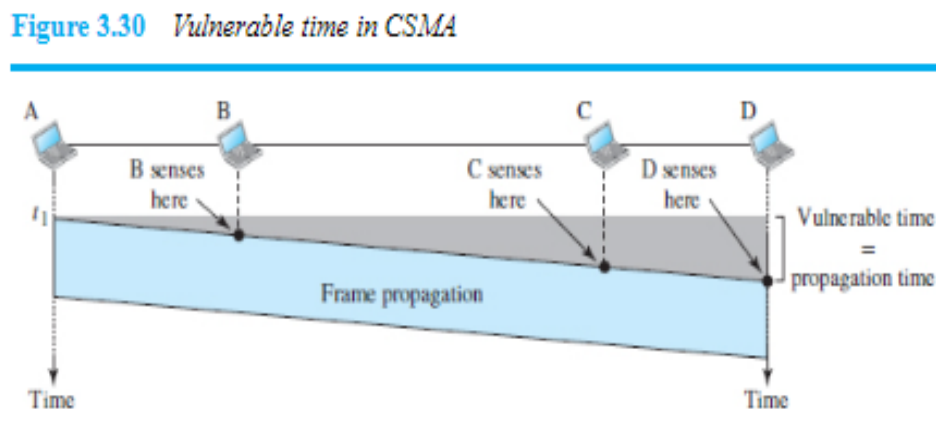 Figure 3.30 Vulnerable time in CSMA
A B C D
B senses
here
C senses
here
D senses
here
t1
Vulnerable time
=
propagation time
Frame propagation
Time
Time